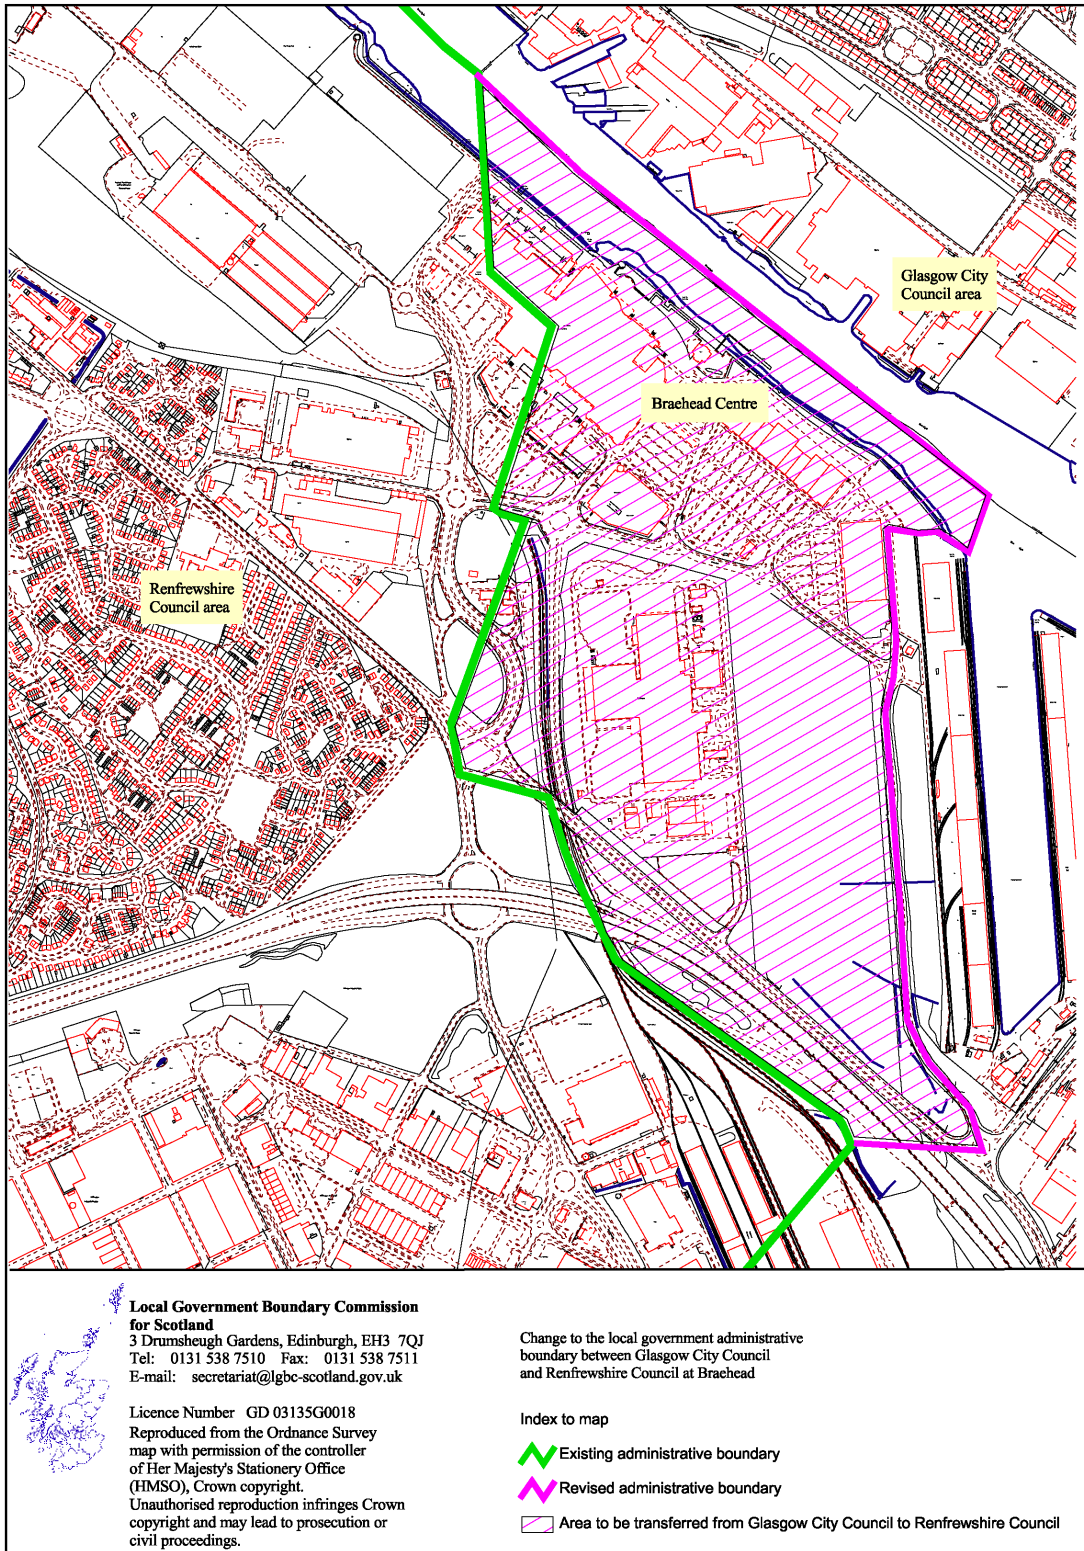 Glasgow City
Council area
Braehead Centre
Renfrewshire
Council area
Local Government Boundary Commission
for Scotland
3 Drumsheugh Gardens, Edinburgh, EH3 7QJ
Tel: 0131 538 7510 Fax: 0131 538 7511
E-mail: secretariat@lgbc-scotland.gov.uk
Licence Number GD 03135G0018
Reproduced from the Ordnance Survey
map with permission of the controller
of Her Majesty's Stationery Office
(HMSO), Crown copyright.
Unauthorised reproduction infringes Crown
copyright and may lead to prosecution or
civil proceedings.
Change to the local government administrative
boundary between Glasgow City Council
and Renfrewshire Council at Braehead
Index to map
Existing administrative boundary
Revised administrative boundary
Area to be transferred from Glasgow City Council to Renfrewshire Council